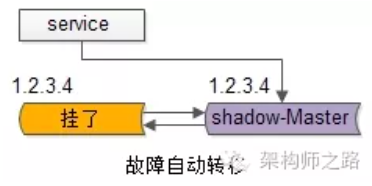 service
1.2.3.4 1.2.3.4
挂了 shadow-Master
故障自动转移
架构师之路